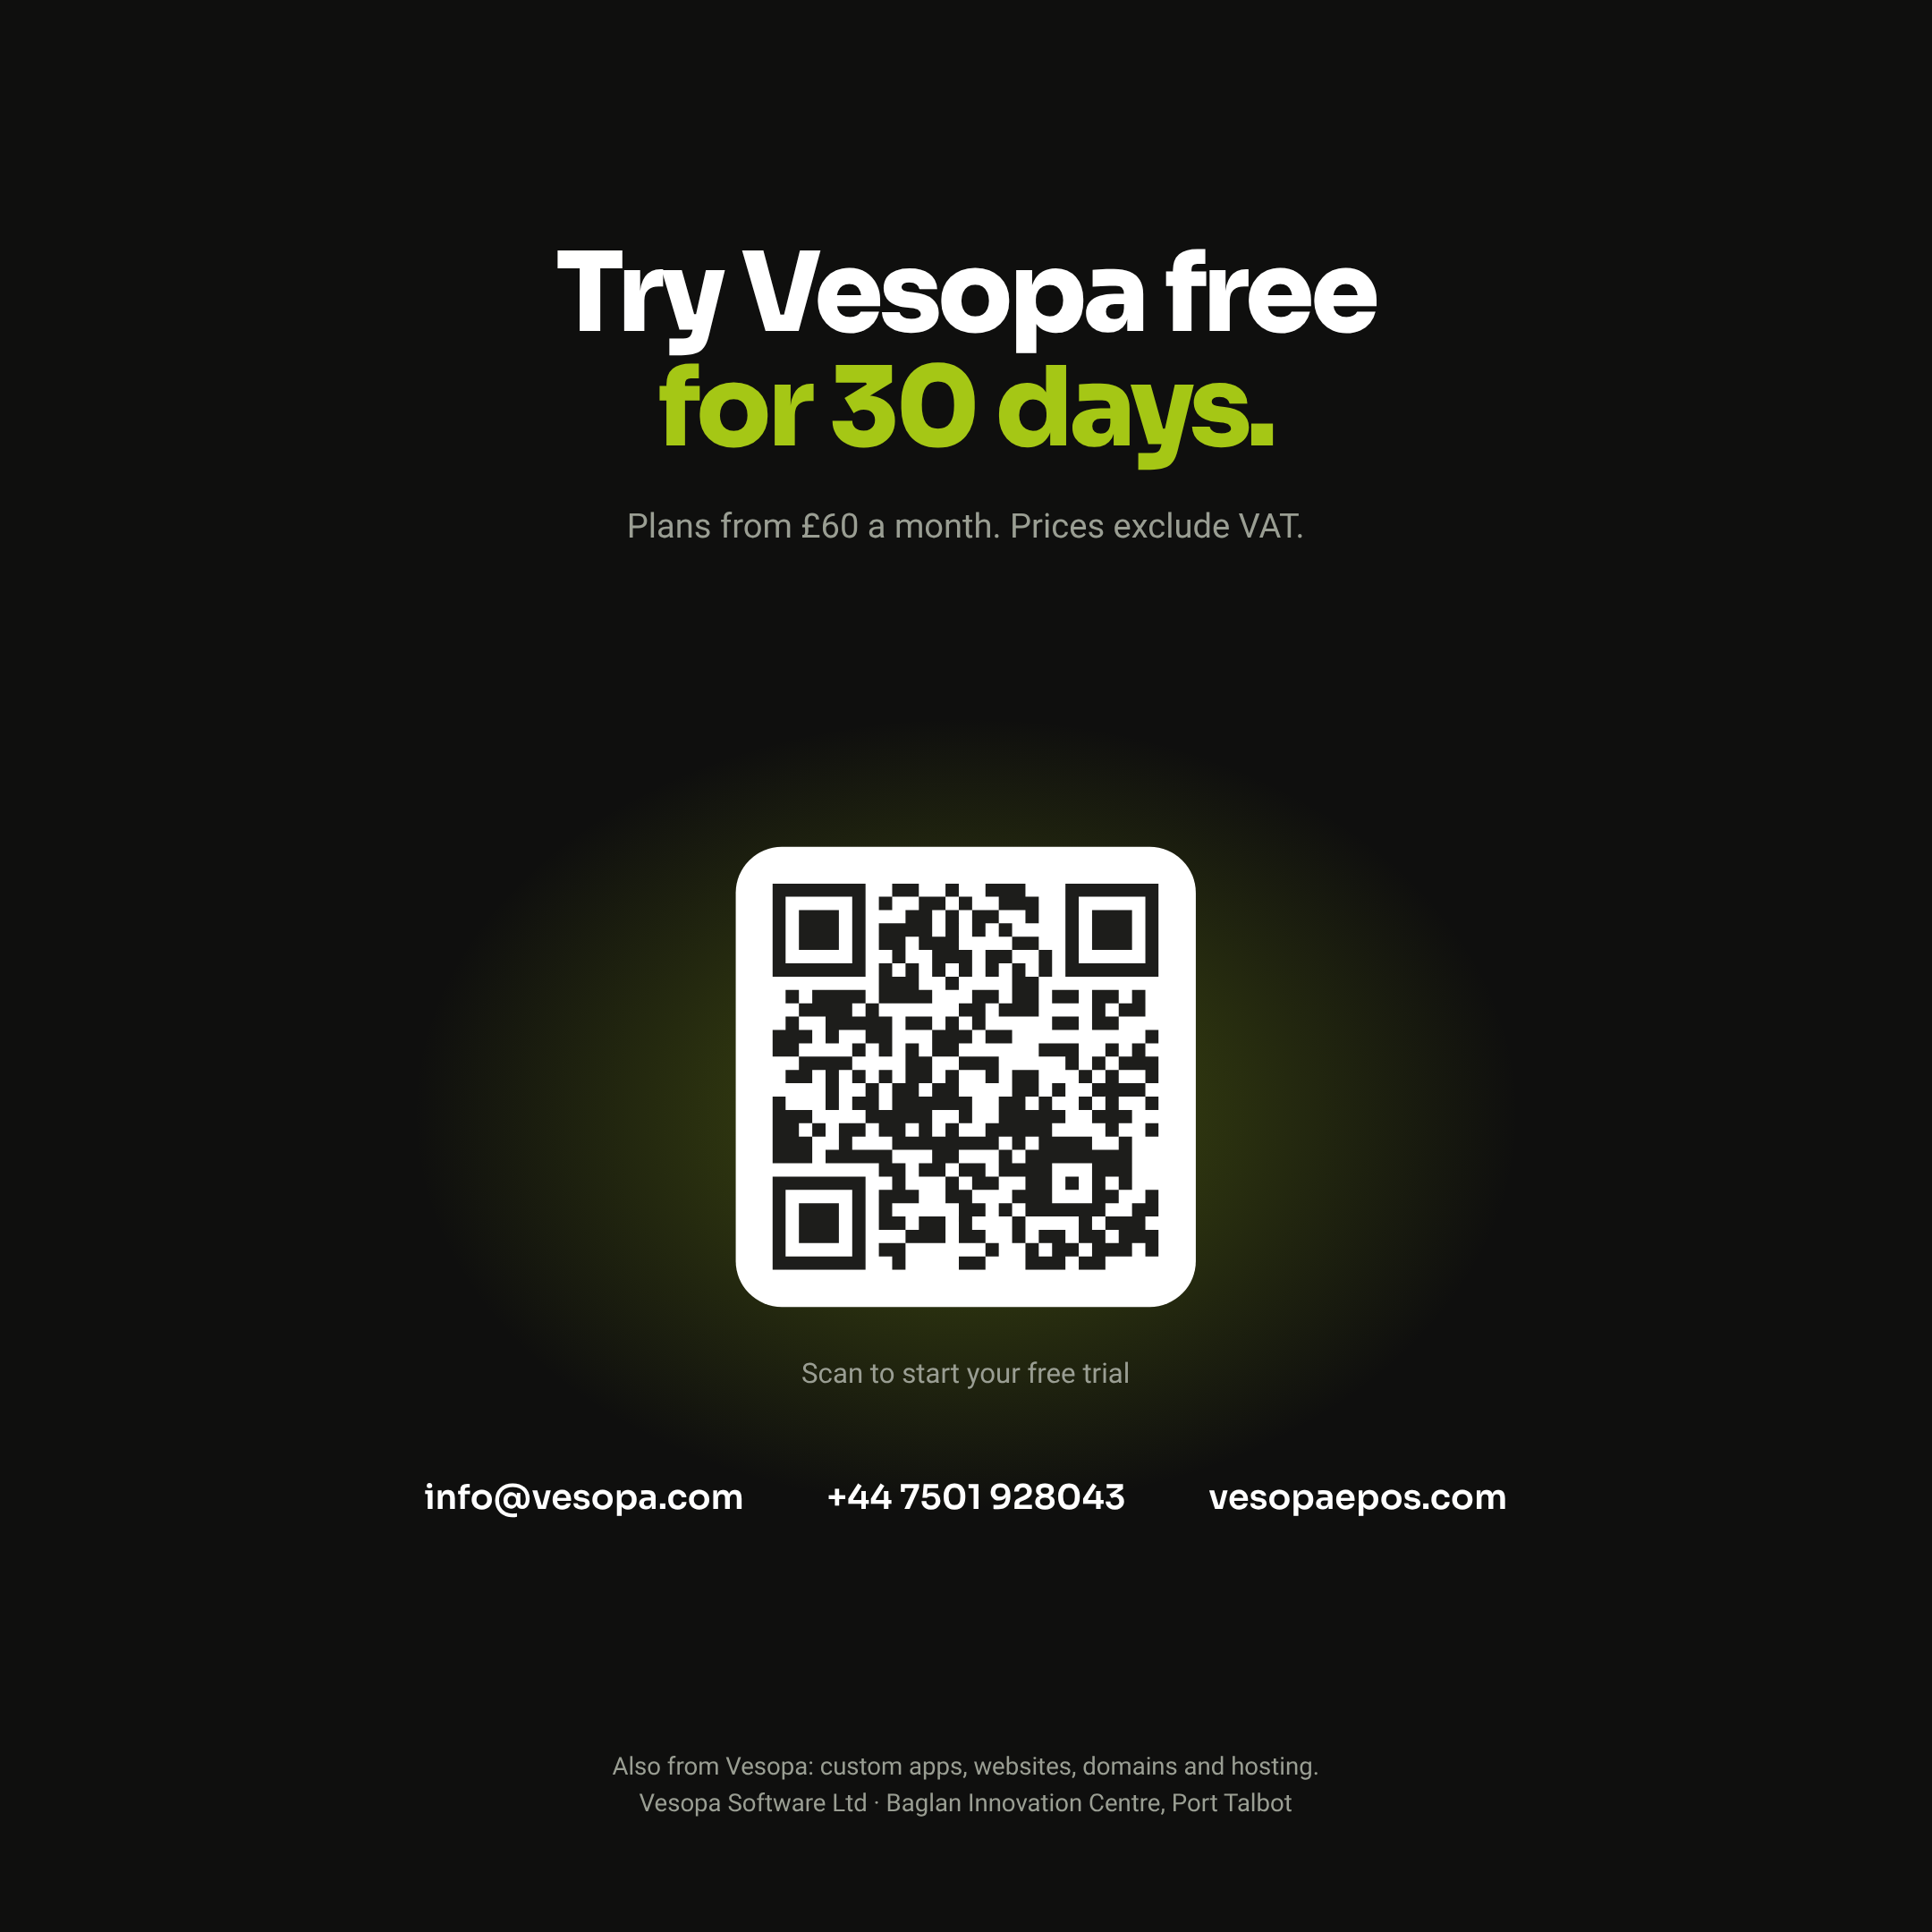 Try Vesopa free
for 30 days.
Plans from £60 a month. Prices exclude VAT.
Scan to start your free trial
info@vesopa.com +44 7501 928043 vesopaepos.com
Also from Vesopa: custom apps, websites, domains and hosting.
Vesopa Software Ltd · Baglan Innovation Centre, Port Talbot